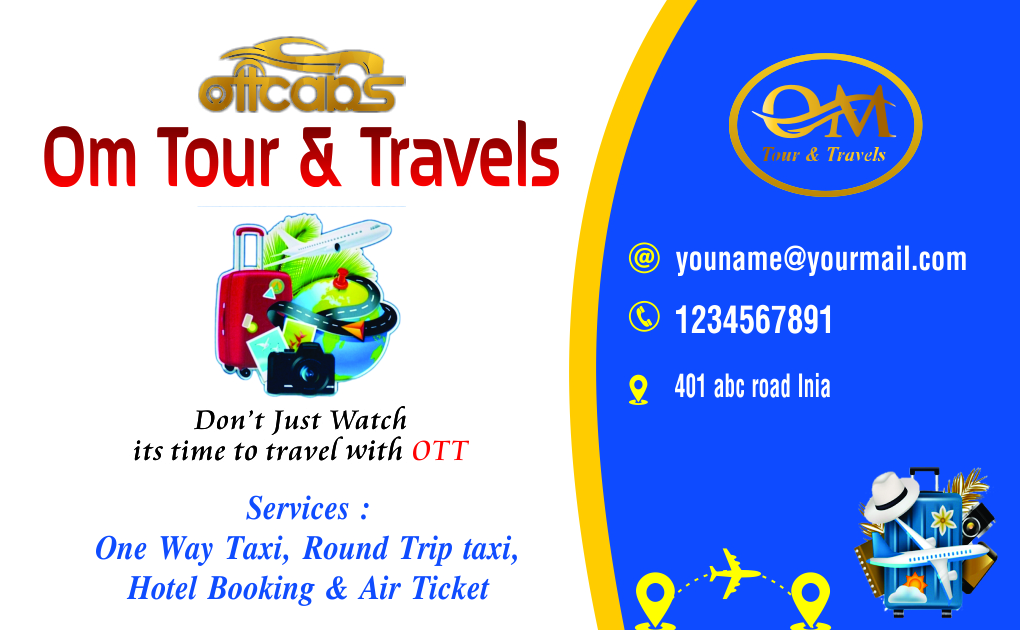 ottcabs
Om Tour & Travels
Don't Just Watch
its time to travel with OTT
Services :
One Way Taxi, Round Trip taxi,
Hotel Booking & Air Ticket
OM
Tour & Travels
@ youname@yourmail.com
1234567891
401 abc road Inia